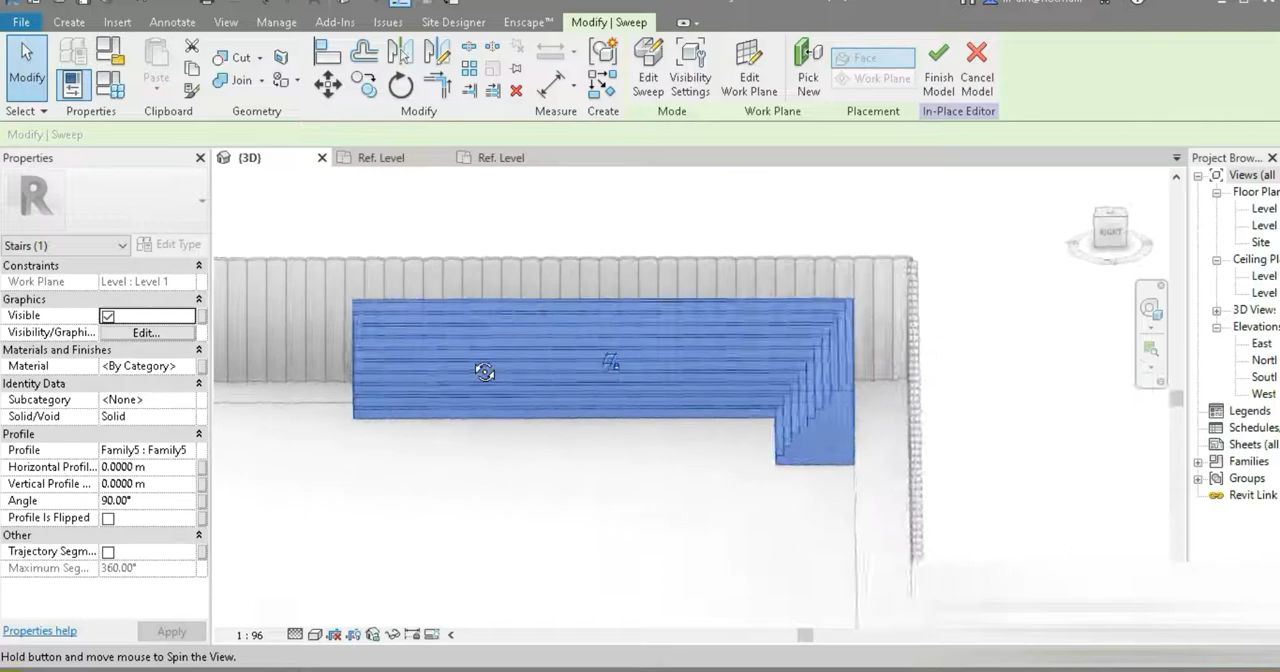 File Create Insert Annotate View Manage Add-Ins Issues Site Designer Enscape™ Modify | Sweep
Cut
Join
Modify
Paste
Edit Sweep
Visibility Settings
Edit Work Plane
Pick New
Face
Work Plane
Finish Model
Cancel Model
Select Properties Clipboard Geometry Modify Measure Create Mode Work Plane Placement In-Place Editor
Modify | Sweep
Properties
(3D) Ref. Level Ref. Level
Project Brow...
R
Stairs (1) Edit Type
Constraints
Work Plane Level : Level 1
Graphics
Visible
Visibility/Graphi... Edit...
Materials and Finishes
Material <By Category>
Identity Data
Subcategory <None>
Solid/Void Solid
Profile
Profile Family5 : Family5
Horizontal Profil... 0.0000 m
Vertical Profile ... 0.0000 m
Angle 90.00°
Profile Is Flipped
Other
Trajectory Segm...
Maximum Seg... 360.00°
Properties help Apply
RIGHT
Views (all
Floor Plan
Level
Level
Site
Ceiling Pl
Level
Level
3D View:
Elevations
East
Nortl
Soutl
West
Legends
Schedules,
Sheets (all
Families
Groups
Revit Link
1 : 96
Hold button and move mouse to Spin the View.